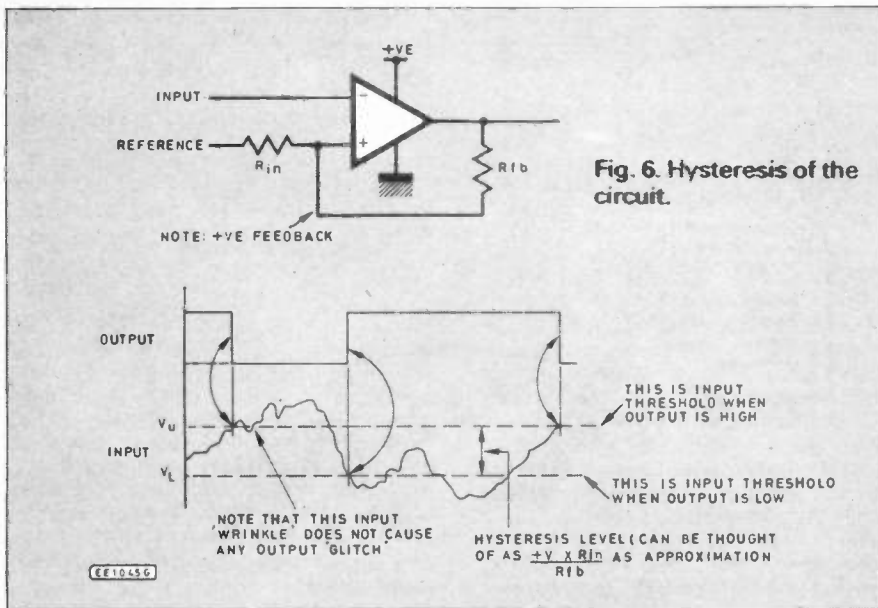 +VE
INPUT
−
REFERENCE
+
Rin
Rfb
Fig. 6. Hysteresis of the
circuit.
NOTE: +VE FEEDBACK
OUTPUT
THIS IS INPUT
THRESHOLD WHEN
OUTPUT IS HIGH
Vu
INPUT
VL
THIS IS INPUT THRESHOLD
WHEN OUTPUT IS LOW
NOTE THAT THIS INPUT
'WRINKLE' DOES NOT CAUSE
ANY OUTPUT 'GLITCH'
HYSTERESIS LEVEL (CAN BE THOUGHT
OF AS +V x Rin AS APPROXIMATION
Rfb
EE1045G